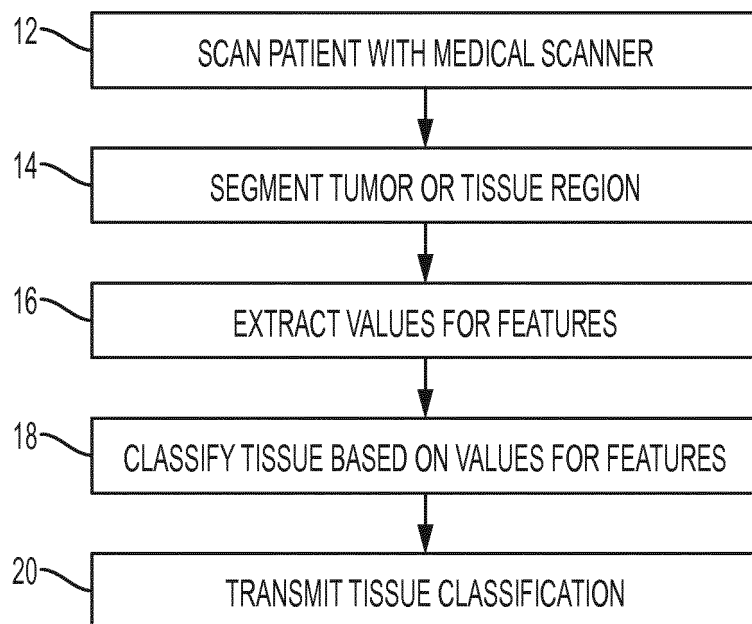 12 SCAN PATIENT WITH MEDICAL SCANNER
14 SEGMENT TUMOR OR TISSUE REGION
16 EXTRACT VALUES FOR FEATURES
18 CLASSIFY TISSUE BASED ON VALUES FOR FEATURES
20 TRANSMIT TISSUE CLASSIFICATION